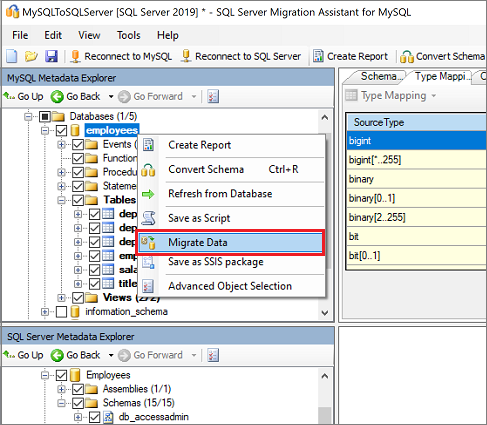 MySQLToSQLServer [SQL Server 2019] * - SQL Server Migration Assistant for MySQL
File Edit View Tools Help
Reconnect to MySQL Reconnect to SQL Server Create Report Convert Schema
MySQL Metadata Explorer
Go Up Go Back Go Forward
Databases (1/5)
employees
Events (
Function
Procedu
Stateme
Tables
dep
dep
dep
emp
sala
title
Views (2/2)
information_schema
Create Report
Convert Schema Ctrl+R
Refresh from Database
Save as Script
Migrate Data
Save as SSIS package
Advanced Object Selection
Schema... Type Mappi...
Type Mapping
SourceType
bigint
bigint[*..255]
binary
binary[0..1]
binary[2..255]
bit
bit[0..1]
SQL Server Metadata Explorer
Go Up Go Back Go Forward
Employees
Assemblies (1/1)
Schemas (15/15)
db_accessadmin